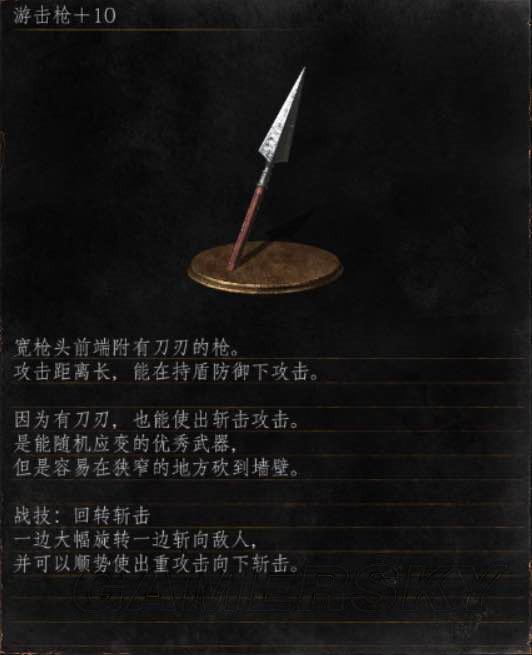 游击枪＋10
宽枪头前端附有刀刃的枪。
攻击距离长，能在持盾防御下攻击。
因为有刀刃，也能使出斩击攻击。
是能随机应变的优秀武器，
但是容易在狭窄的地方砍到墙壁。
战技：回转斩击
一边大幅旋转一边斩向敌人，
并可以顺势使出重攻击向下斩击。
GAMERSKY